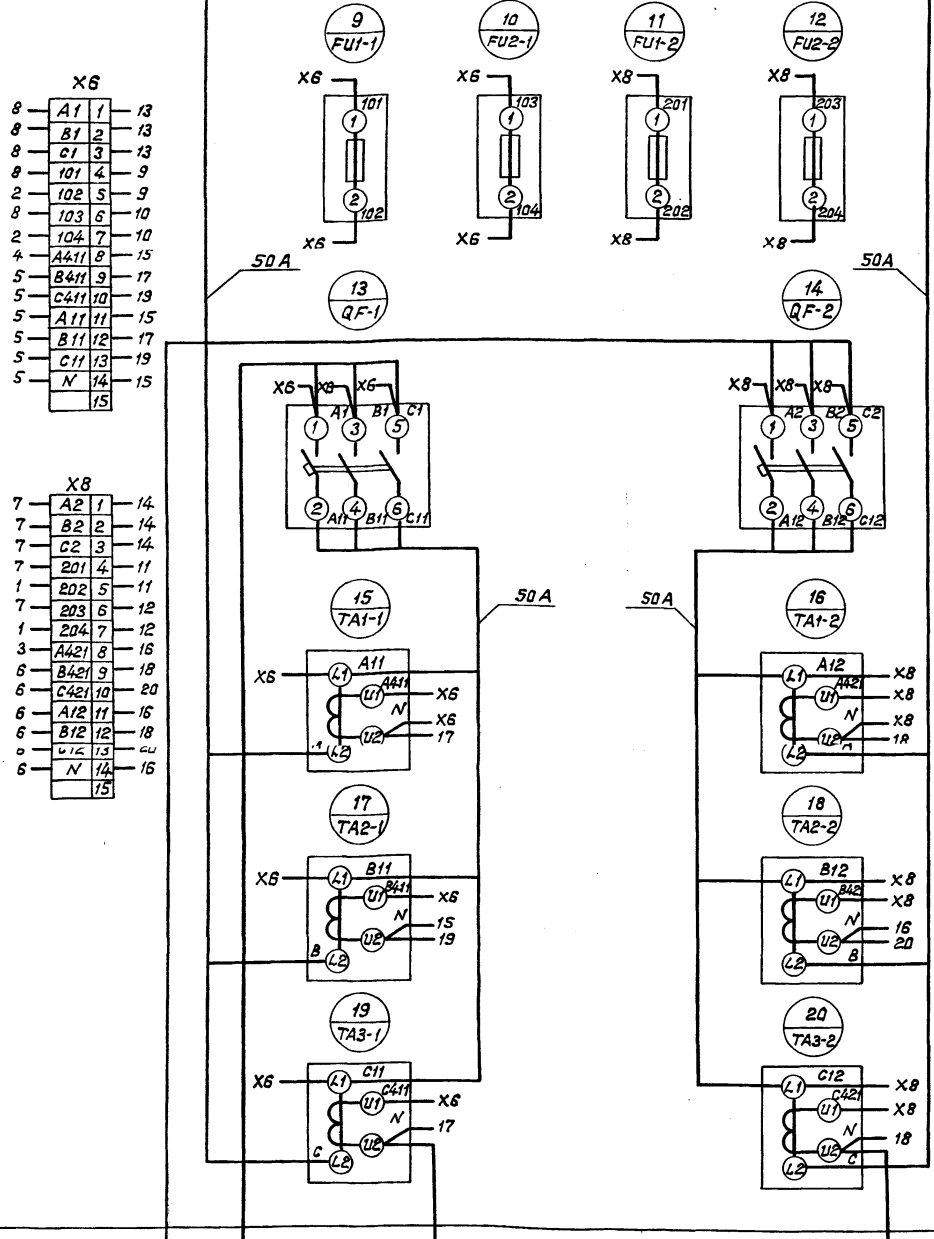 9
FU1-1
10
FU2-1
11
FU1-2
12
FU2-2
X6
X6
X8
X8
101
1
2
102
103
1
2
104
201
1
2
202
203
1
2
204
X6
X6
X8
X8
X6
8 A1 1 13
8 B1 2 13
8 C1 3 13
8 101 4 9
2 102 5 9
8 103 6 10
2 104 7 10
4 A411 8 15
5 B411 9 17
5 C411 10 19
5 A11 11 15
5 B11 12 17
5 C11 13 19
5 N 14 15
15
50A
50A
13
QF-1
14
QF-2
X6 X8 X6
A1 B1 C1
1 3 5
2 4 6
A11 B11 C11
X8 X8 X8
A2 B2 C2
1 3 5
2 4 6
A12 B12 C12
X8
7 A2 1 14
7 B2 2 14
7 C2 3 14
7 201 4 11
1 202 5 11
7 203 6 12
1 204 7 12
3 A421 8 16
6 B421 9 18
6 C421 10 20
6 A12 11 16
6 B12 12 18
13
6 N 14 16
15
50A
50A
15
TA1-1
X6 L1 A11
U1 A411 X6
N X6
U2 17
L2
16
TA1-2
L1 A12 X8
U1 A421 X8
N X8
U2
L2
17
TA2-1
X6 L1 B11
U1 B411 X6
N 15
U2 19
B L2
18
TA2-2
L1 B12 X8
U1 B421 X8
N 16
U2 20
L2 B
19
TA3-1
X6 L1 C11
U1 C411 X6
N 17
U2
C L2
20
TA3-2
L1 C12 X8
U1 C421 X8
N 18
U2
L2 C